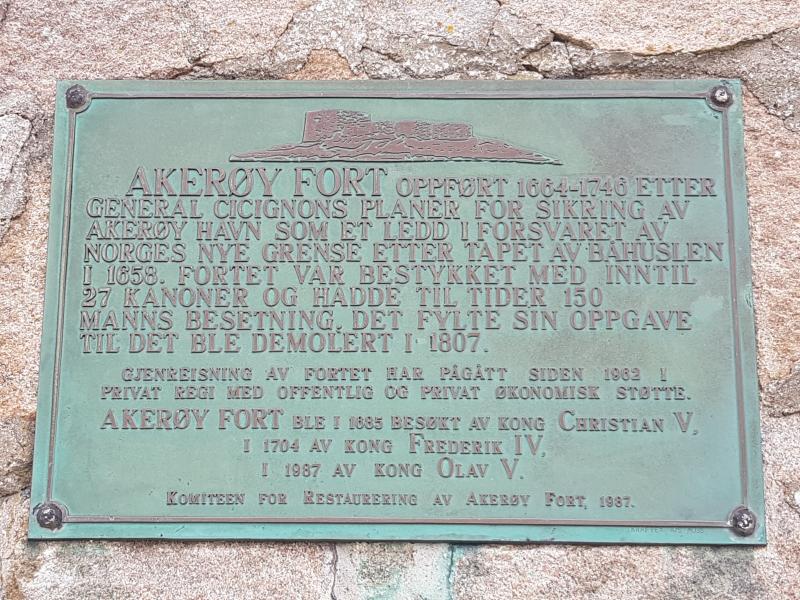 AKERØY FORT OPPFØRT 1664-1746 ETTER
GENERAL CICIGNONS PLANER FOR SIKRING AV
AKERØY HAVN SOM ET LEDD I FORSVARET AV
NORGES NYE GRENSE ETTER TAPET AV BÅHUSLEN
I 1658. FORTET VAR BESTYKKET MED INNTIL
27 KANONER OG HADDE TIL TIDER 150
MANNS BESETNING. DET FYLTE SIN OPPGAVE
TIL DET BLE DEMOLERT I 1807.
GJENREISNING AV FORTET HAR PÅGÅTT SIDEN 1962 I
PRIVAT REGI MED OFFENTLIG OG PRIVAT ØKONOMISK STØTTE.
AKERØY FORT BLE I 1685 BESØKT AV KONG CHRISTIAN V,
I 1704 AV KONG FREDERIK IV,
I 1987 AV KONG OLAV V.
KOMITEEN FOR RESTAURERING AV AKERØY FORT, 1987.